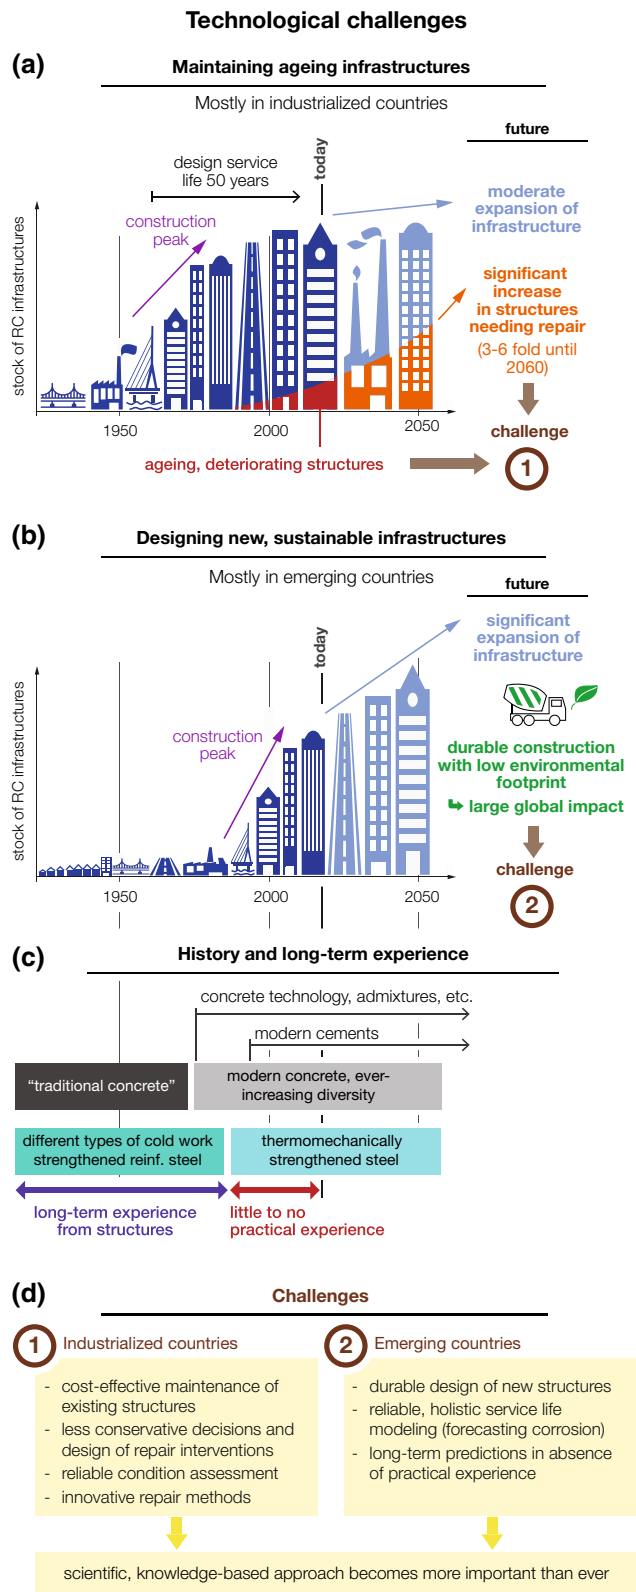 Technological challenges
(a)
Maintaining ageing infrastructures
Mostly in industrialized countries
future
today
design service
life 50 years
construction
peak
moderate
expansion of
infrastructure
significant
increase
in structures
needing repair
(3-6 fold until
2060)
stock of RC infrastructures
1950
2000
2050
ageing, deteriorating structures
challenge
1
(b)
Designing new, sustainable infrastructures
Mostly in emerging countries
future
today
significant
expansion of
infrastructure
construction
peak
durable construction
with low environmental
footprint
large global impact
stock of RC infrastructures
1950
2000
2050
challenge
2
(c)
History and long-term experience
concrete technology, admixtures, etc.
modern cements
“traditional concrete”
modern concrete, ever-
increasing diversity
different types of cold work
strengthened reinf. steel
thermomechanically
strengthened steel
long-term experience
from structures
little to no
practical experience
(d)
Challenges
1 Industrialized countries
- cost-effective maintenance of
existing structures
- less conservative decisions and
design of repair interventions
- reliable condition assessment
- innovative repair methods
2 Emerging countries
- durable design of new structures
- reliable, holistic service life
modeling (forecasting corrosion)
- long-term predictions in absence
of practical experience
scientific, knowledge-based approach becomes more important than ever